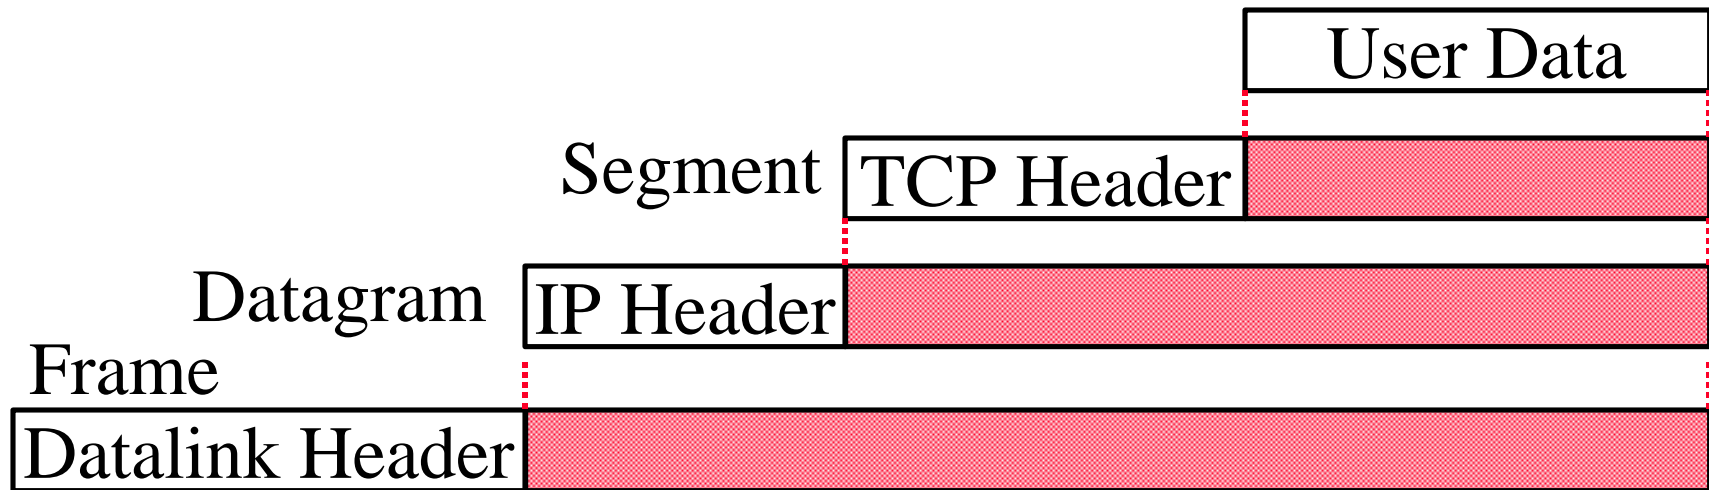 User Data
Segment TCP Header
Datagram IP Header
Frame
Datalink Header